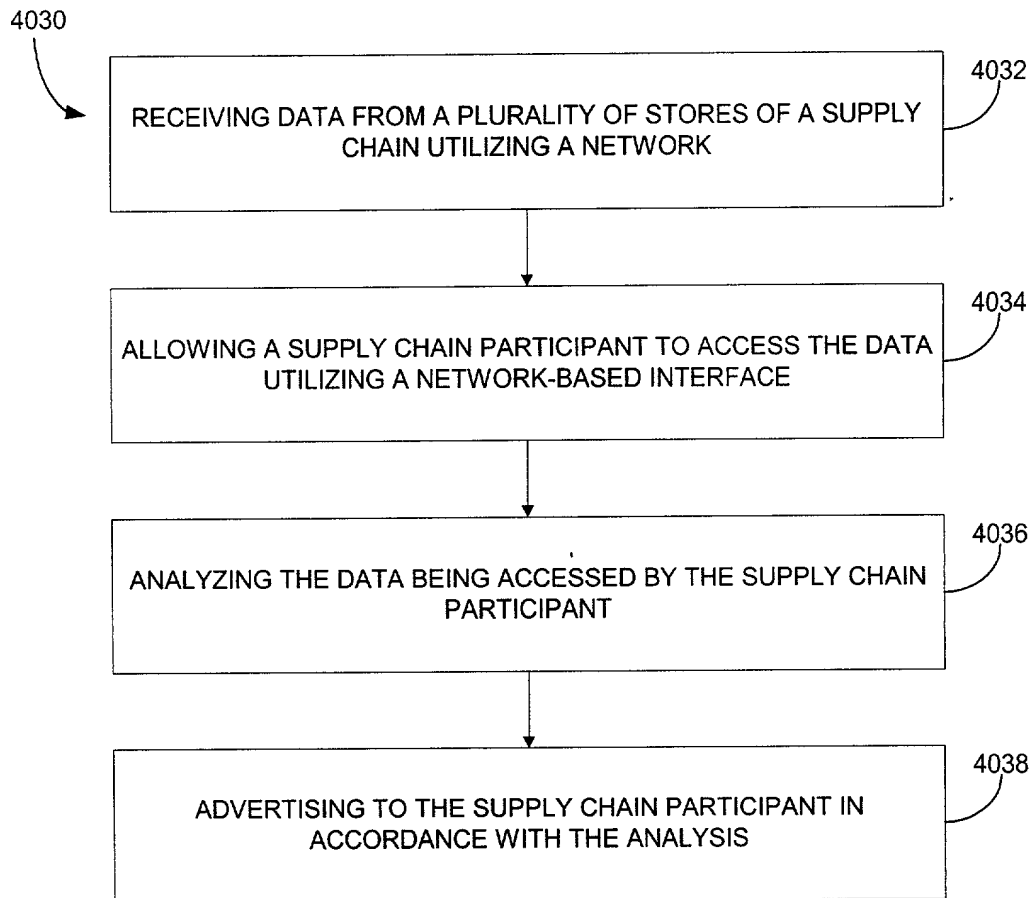 4030
4032
RECEIVING DATA FROM A PLURALITY OF STORES OF A SUPPLY
CHAIN UTILIZING A NETWORK
4034
ALLOWING A SUPPLY CHAIN PARTICIPANT TO ACCESS THE DATA
UTILIZING A NETWORK-BASED INTERFACE
4036
ANALYZING THE DATA BEING ACCESSED BY THE SUPPLY CHAIN
PARTICIPANT
4038
ADVERTISING TO THE SUPPLY CHAIN PARTICIPANT IN
ACCORDANCE WITH THE ANALYSIS